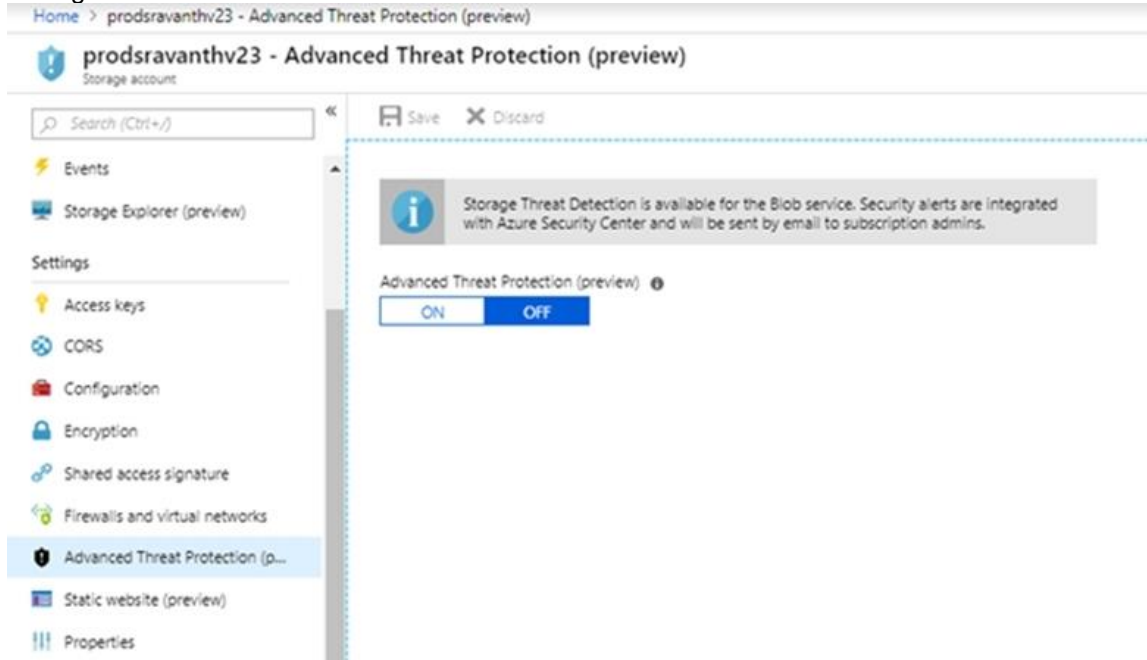 Home > prodsravanthv23 - Advanced Threat Protection (preview)
prodsravanthv23 - Advanced Threat Protection (preview)
Storage account
Search (Ctrl+/)
«
Save
Discard
Events
Storage Explorer (preview)
Settings
Access keys
CORS
Configuration
Encryption
Shared access signature
Firewalls and virtual networks
Advanced Threat Protection (p...
Static website (preview)
Properties
Storage Threat Detection is available for the Blob service. Security alerts are integrated
with Azure Security Center and will be sent by email to subscription admins.
Advanced Threat Protection (preview)
ON
OFF